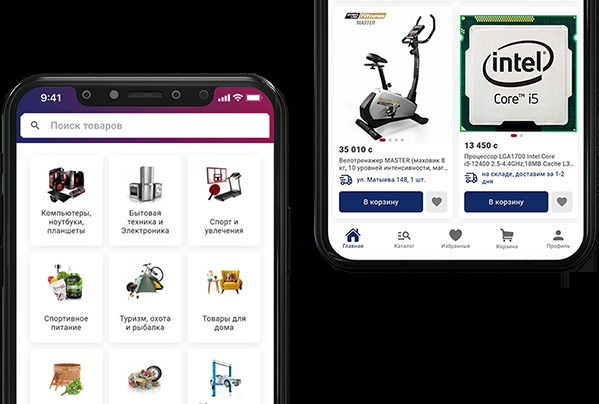 9:41
Поиск товаров
Компьютеры,
ноутбуки,
планшеты
Бытовая
техника и
Электроника
Спорт и
увлечения
Спортивное
питание
Туризм, охота
и рыбалка
Товары для
дома
Fitness
MASTER
35 010 с
Велотренажер MASTER (маховик 8
кг, 10 уровней интенсивности, маг...
ул. Матыева 148, 1 шт.
В корзину
intel
Core™ i5
13 450 с
Процессор LGA1700 Intel Core
i5-12400 2.5-4.4GHz,18MB Cache L3...
на складе, доставим за 1-2
дня
В корзину
Главная
Каталог
Избранные
Корзина
Профиль